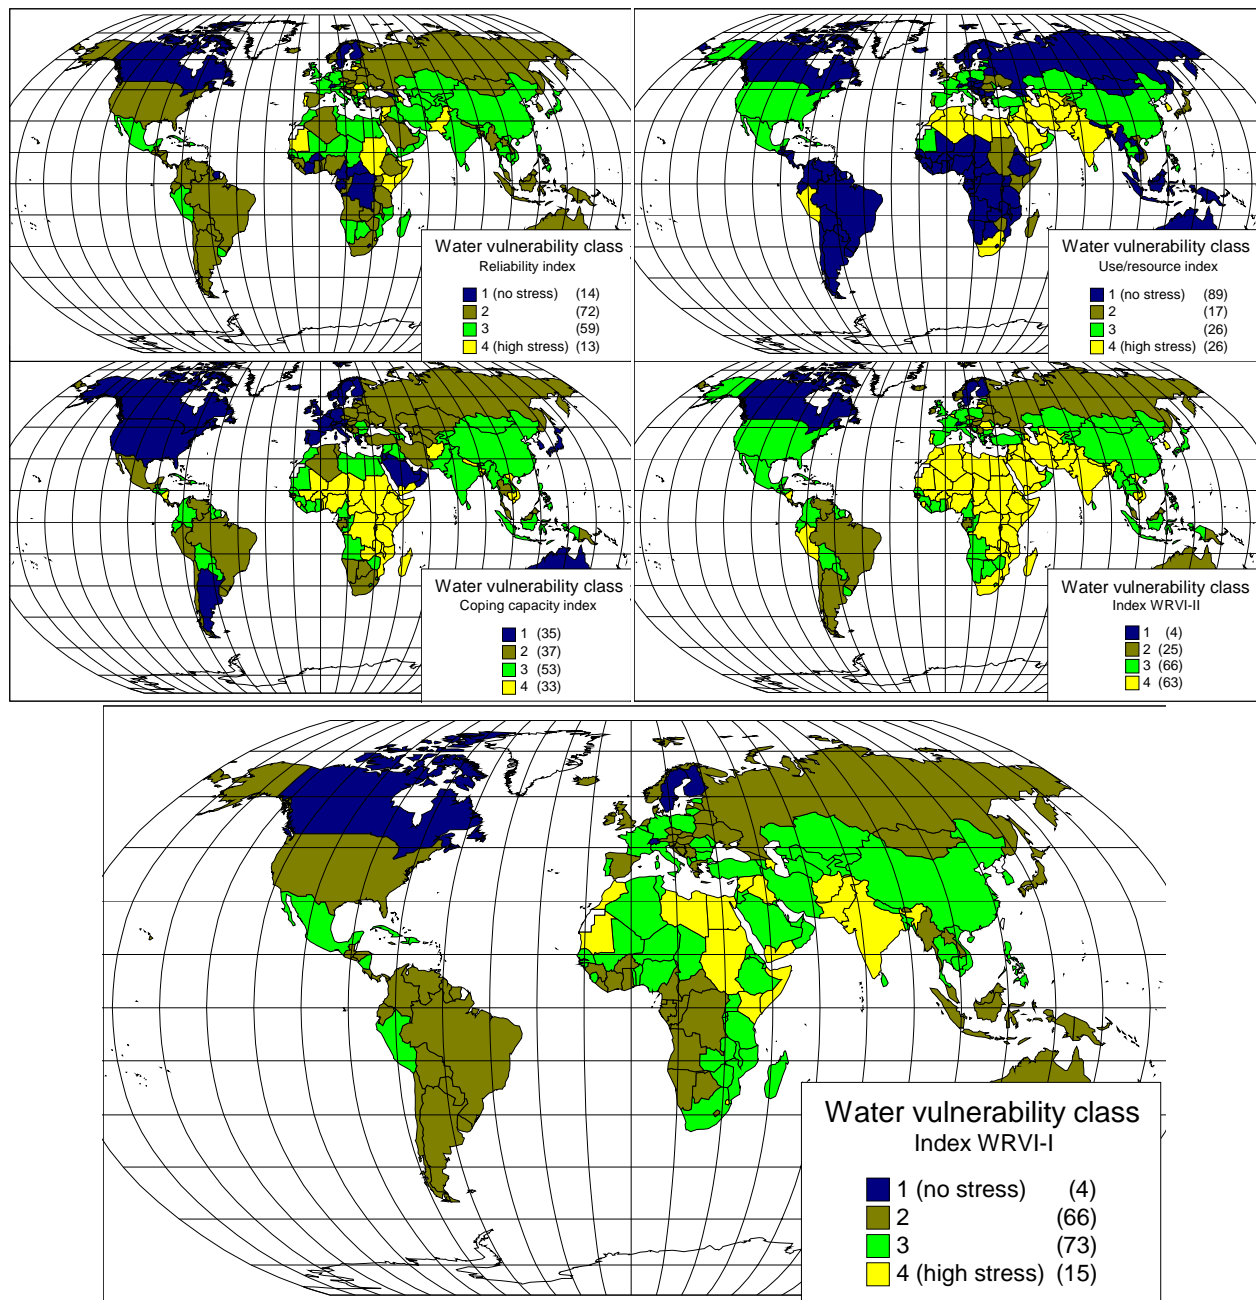 Water vulnerability class
Reliability index
1 (no stress) (14)
2 (72)
3 (59)
4 (high stress) (13)
Water vulnerability class
Use/resource index
1 (no stress) (89)
2 (17)
3 (26)
4 (high stress) (26)
Water vulnerability class
Coping capacity index
1 (35)
2 (37)
3 (53)
4 (33)
Water vulnerability class
Index WRVI-II
1 (4)
2 (25)
3 (66)
4 (63)
Water vulnerability class
Index WRVI-I
1 (no stress) (4)
2 (66)
3 (73)
4 (high stress) (15)